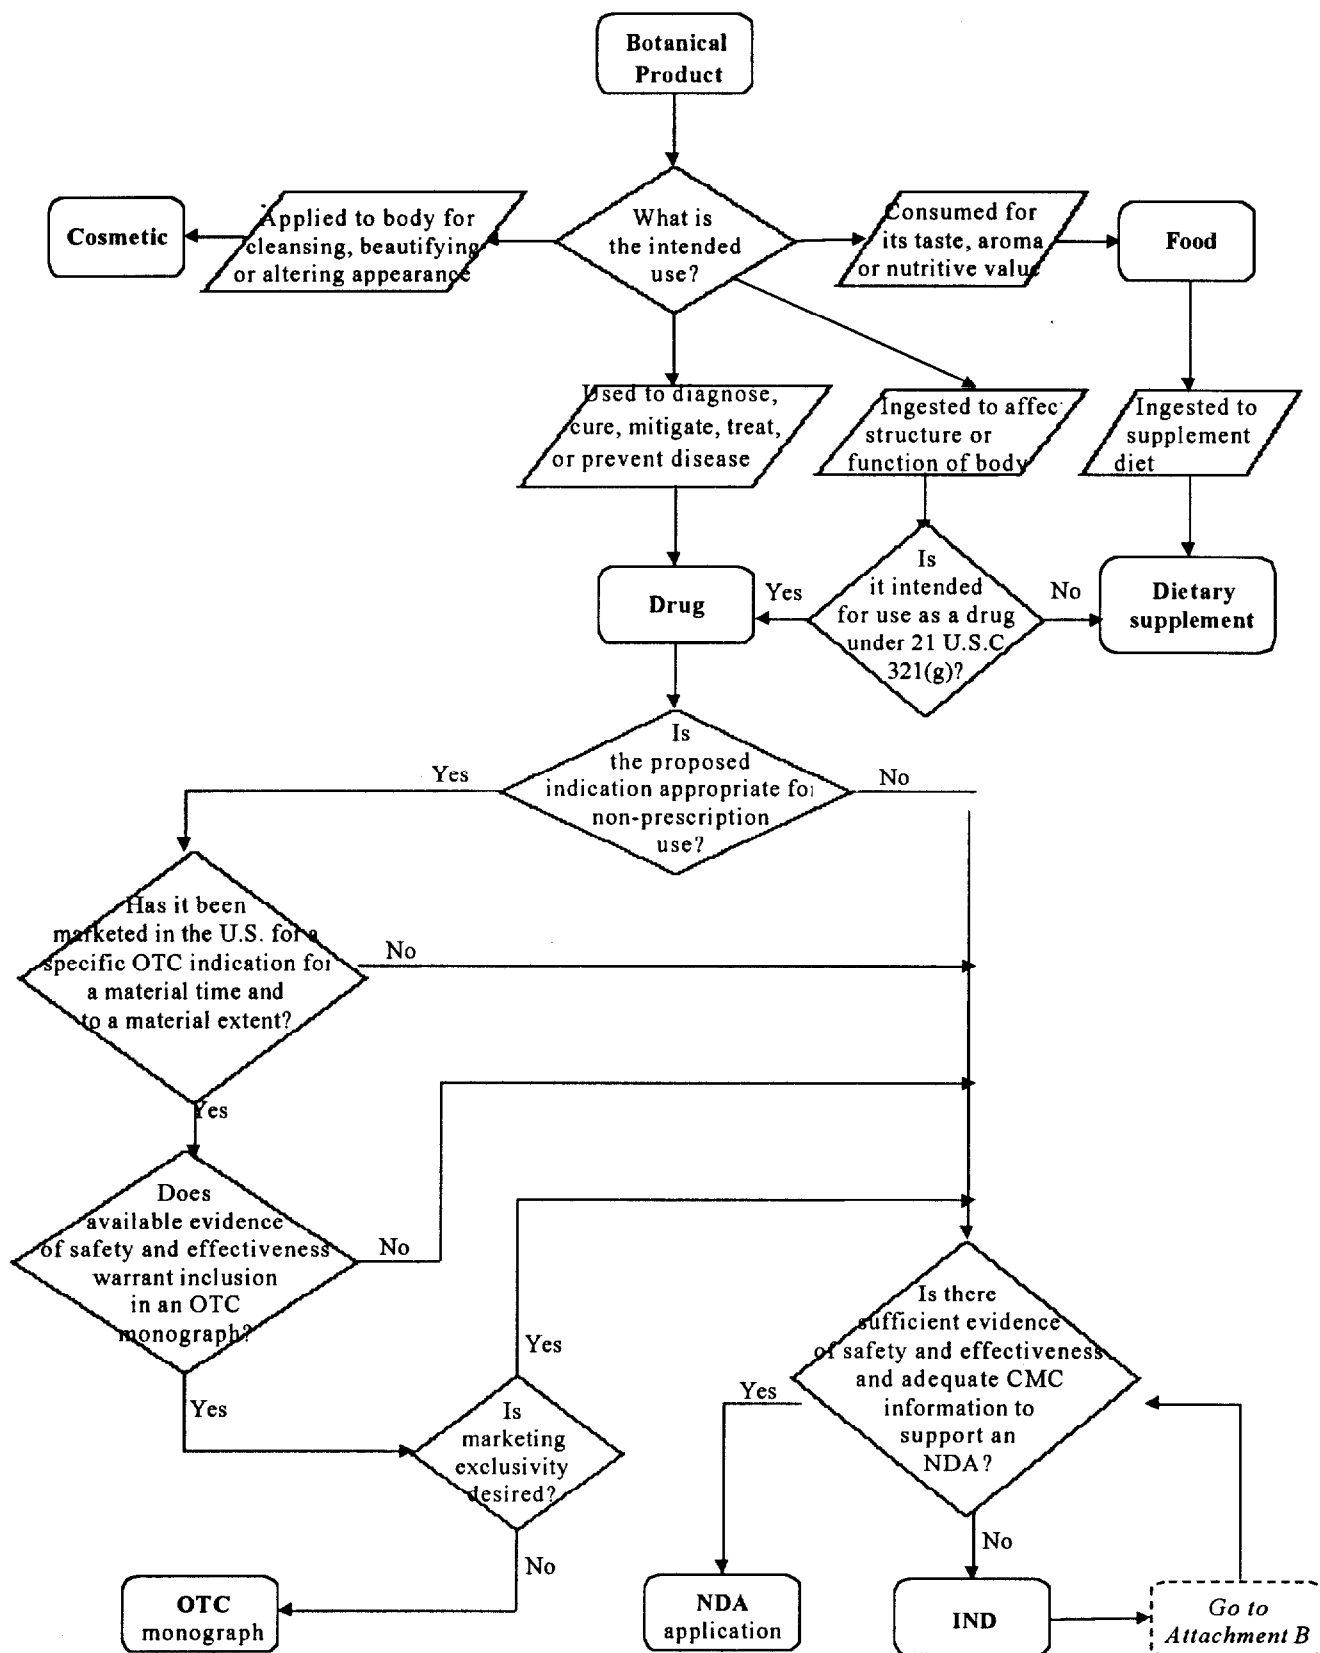 Botanical
Product
Cosmetic
Applied to body for
cleansing, beautifying
or altering appearance
What is
the intended
use?
Consumed for
its taste, aroma
or nutritive value
Food
Used to diagnose,
cure, mitigate, treat,
or prevent disease
Ingested to affec
structure or
function of body
Ingested to
supplement
diet
Drug
Yes
Is
it intended
for use as a drug
under 21 U.S.C
321(g)?
No
Dietary
supplement
Is
the proposed
indication appropriate for
non-prescription
use?
Yes
No
Has it been
marketed in the U.S. for a
specific OTC indication for
a material time and
to a material extent?
No
Yes
Does
available evidence
of safety and effectiveness
warrant inclusion
in an OTC
monograph?
No
Yes
Is
marketing
exclusivity
desired?
Yes
No
Is there
sufficient evidence
of safety and effectiveness
and adequate CMC
information to
support an
NDA?
Yes
No
OTC
monograph
NDA
application
IND
Go to
Attachment B